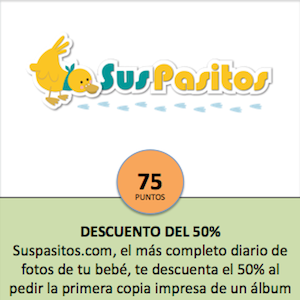 SusPasitos
75
PUNTOS
DESCUENTO DEL 50%
Suspasitos.com, el más completo diario de
fotos de tu bebé, te descuenta el 50% al
pedir la primera copia impresa de un álbum